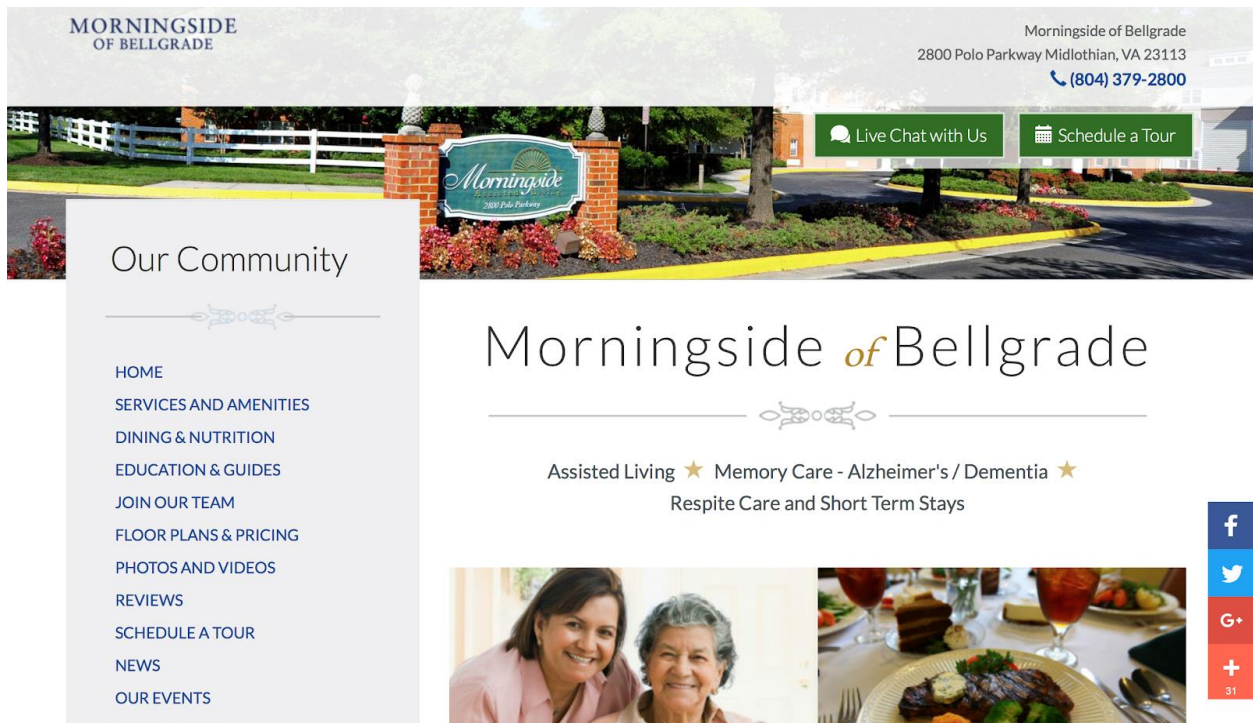 MORNINGSIDE
OF BELLGRADE
Morningside of Bellgrade
2800 Polo Parkway Midlothian, VA 23113
(804) 379-2800
Live Chat with Us
Schedule a Tour
Morningside
2800 Polo Parkway
Our Community
HOME
SERVICES AND AMENITIES
DINING & NUTRITION
EDUCATION & GUIDES
JOIN OUR TEAM
FLOOR PLANS & PRICING
PHOTOS AND VIDEOS
REVIEWS
SCHEDULE A TOUR
NEWS
OUR EVENTS
Morningside of Bellgrade
Assisted Living ★ Memory Care - Alzheimer's / Dementia ★
Respite Care and Short Term Stays
f
G+
+
31